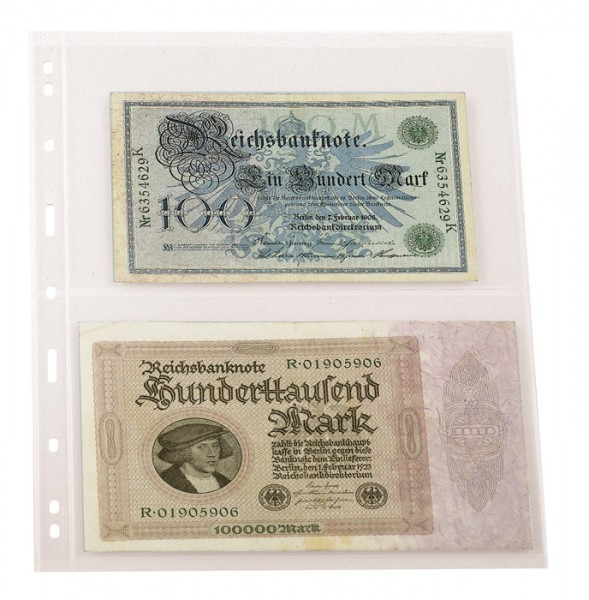 100 M
Reichsbanknote.
Ein Hundert Mark
Berlin den 7. Februar 1908
Reichsbankdirektorium
100
Nr 6354629 K
Nr 6354629 K
Reichsbanknote
R·01905906
Hunderttausend
Mark
zahlt die Reichsbankhaupt-
kasse in Berlin gegen diese
Banknote dem Einlieferer.
Berlin, den 1. Februar 1923
Reichsbankdirektorium
R·01905906
100000 Mark